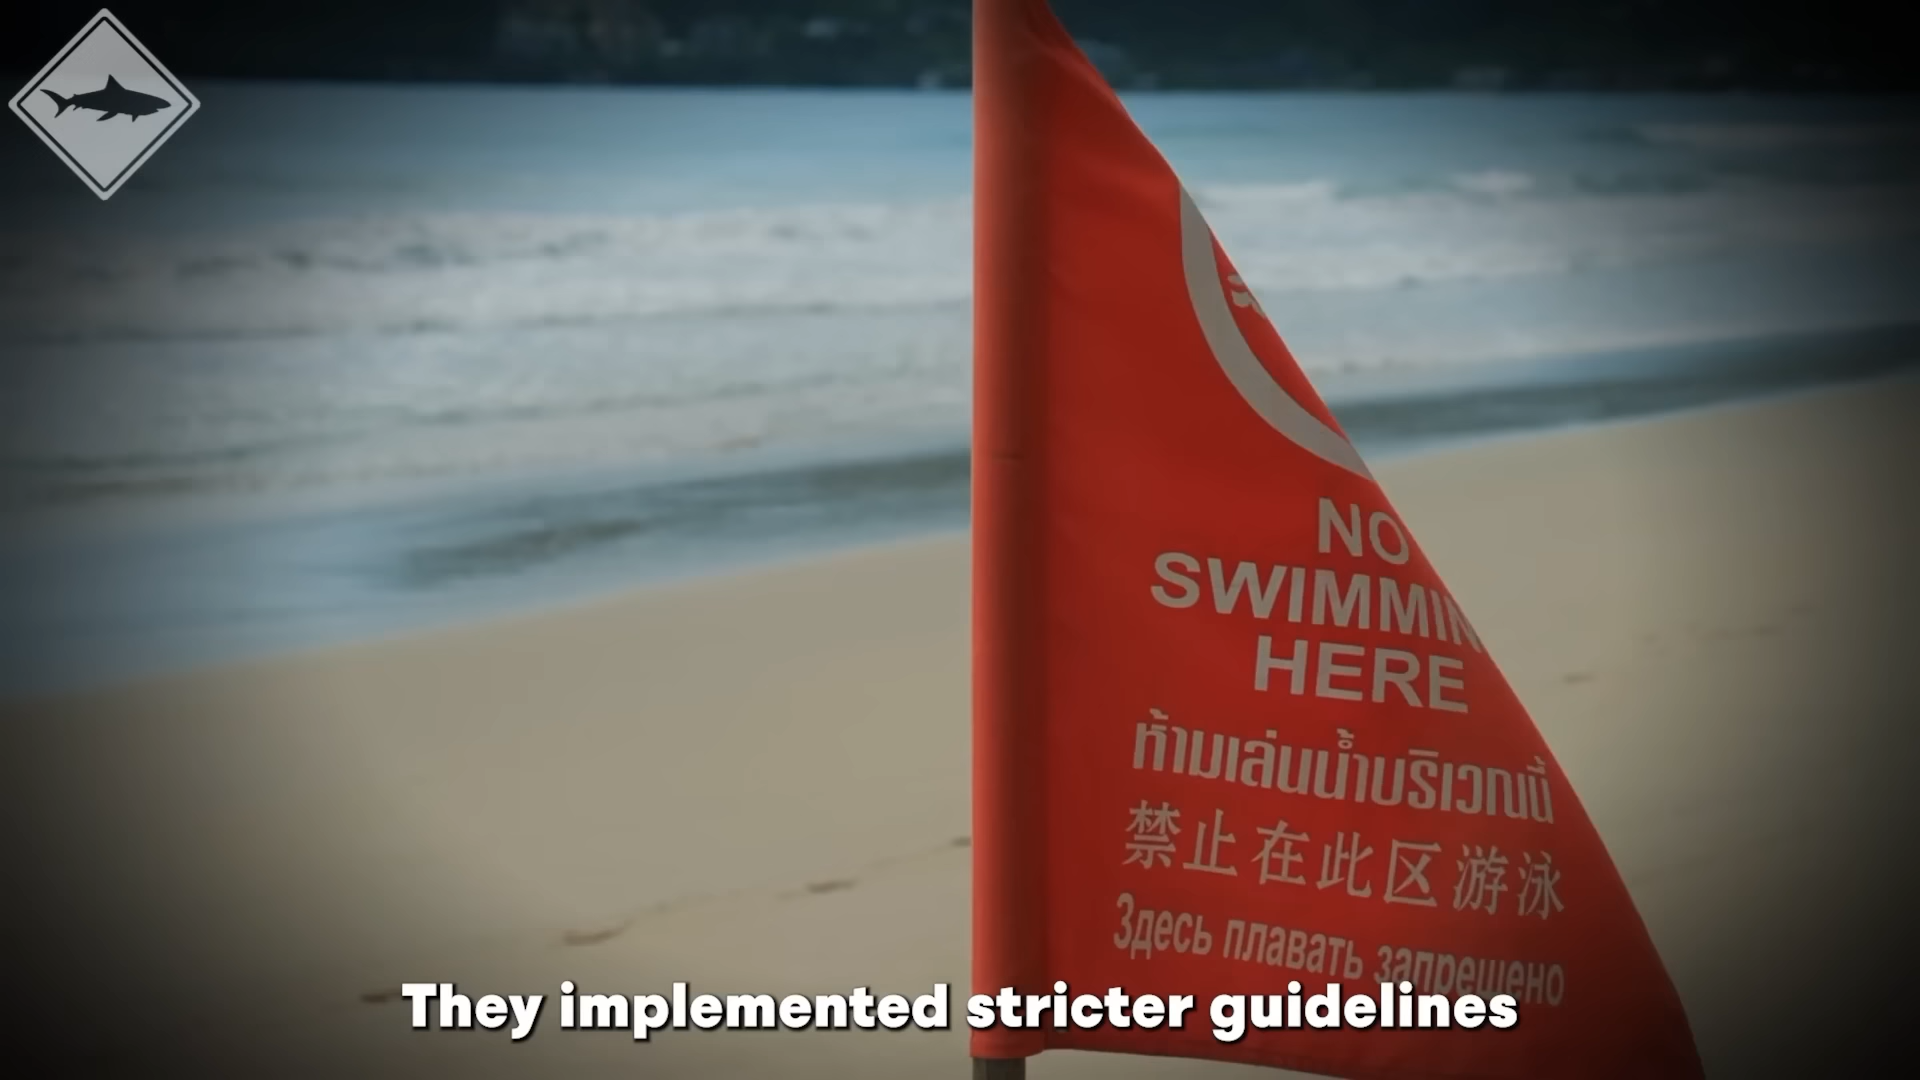 NO
SWIMMIN
HERE
ห้ามเล่นน้ำบริเวณนี้
禁止在此区游泳
Здесь плавать запрещено
They implemented stricter guidelines